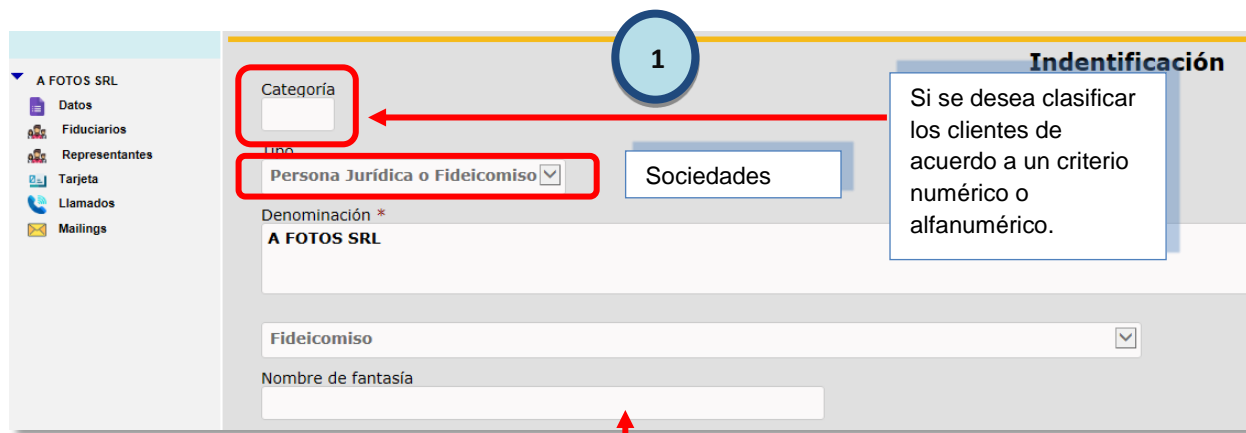 1
Indentificación
A FOTOS SRL
Datos
Fiduciarios
Representantes
Tarjeta
Llamados
Mailings
Categoría
Si se desea clasificar
los clientes de
acuerdo a un criterio
numérico o
alfanumérico.
Tipo
Persona Jurídica o Fideicomiso
Sociedades
Denominación *
A FOTOS SRL
Fideicomiso
Nombre de fantasía